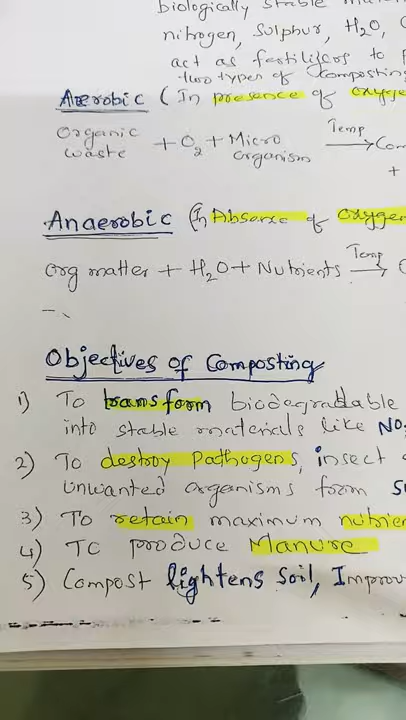 biologically stable
nitrogen, Sulphur, H2O,
act as fertilizers to
two types of Composting
Aerobic (In presence of oxyge
Organic waste + O2 + Micro organism Temp → Com
+
Anaerobic (In Absence of oxygen
Org matter + H2O + Nutrients Temp →
Objectives of Composting
1) To transform biodegradable
into stable materials like NO
2) To destroy Pathogens, insect
unwanted organisms from S
3) To retain maximum nutrien
4) To produce Manure
5) Compost lightens Soil, Improv